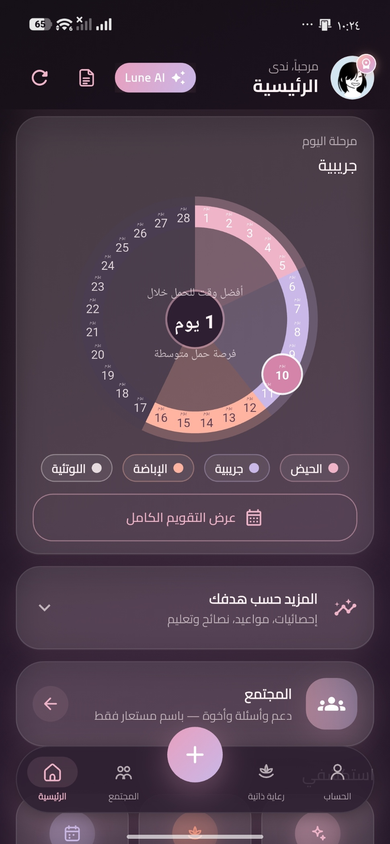 ١٠:٢٤
65
مرحباً، ندى
الرئيسية
Lune AI
مرحلة اليوم
جريبية
28 1 2 3 4 5 6 7 8 9 10 11 12 13 14 15 16 17 18 19 20 21 22 23 24 25 26 27
أفضل وقت للحمل خلال
1 يوم
فرصة حمل متوسطة
الحيض
جريبية
الإباضة
اللوتئية
عرض التقويم الكامل
المزيد حسب هدفك
إحصائيات، مواعيد، نصائح وتعليم
المجتمع
دعم وأسئلة وأخوة — باسم مستعار فقط
الحساب
رعاية ذاتية
+
المجتمع
الرئيسية